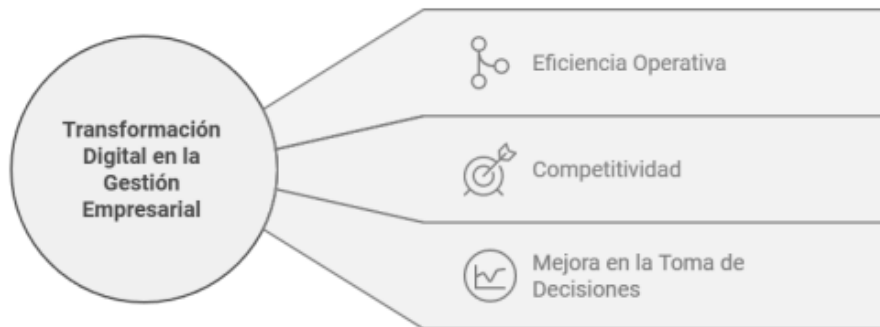 Transformación
Digital en la
Gestión
Empresarial
Eficiencia Operativa
Competitividad
Mejora en la Toma de
Decisiones